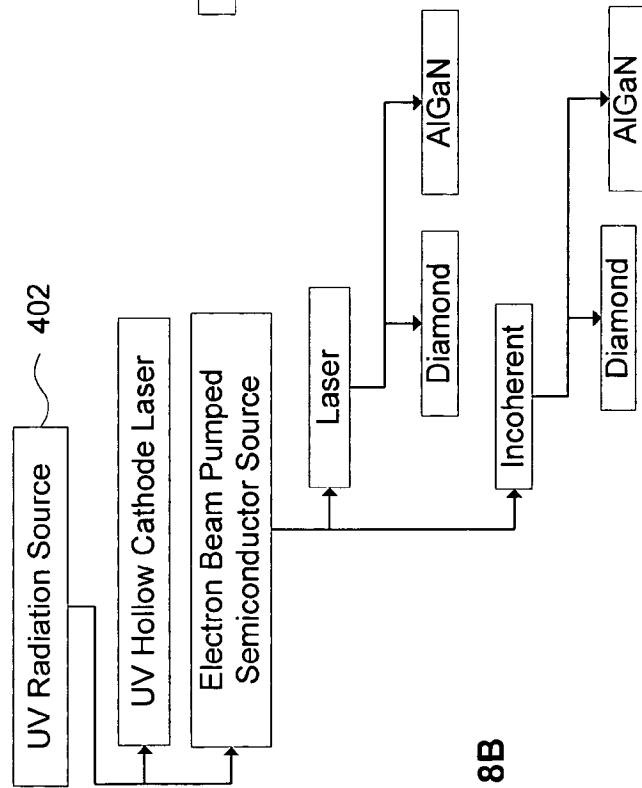 UV Radiation Source
402
UV Hollow Cathode Laser
Electron Beam Pumped
Semiconductor Source
Laser
Diamond
AlGaN
Incoherent
Diamond
AlGaN
8B